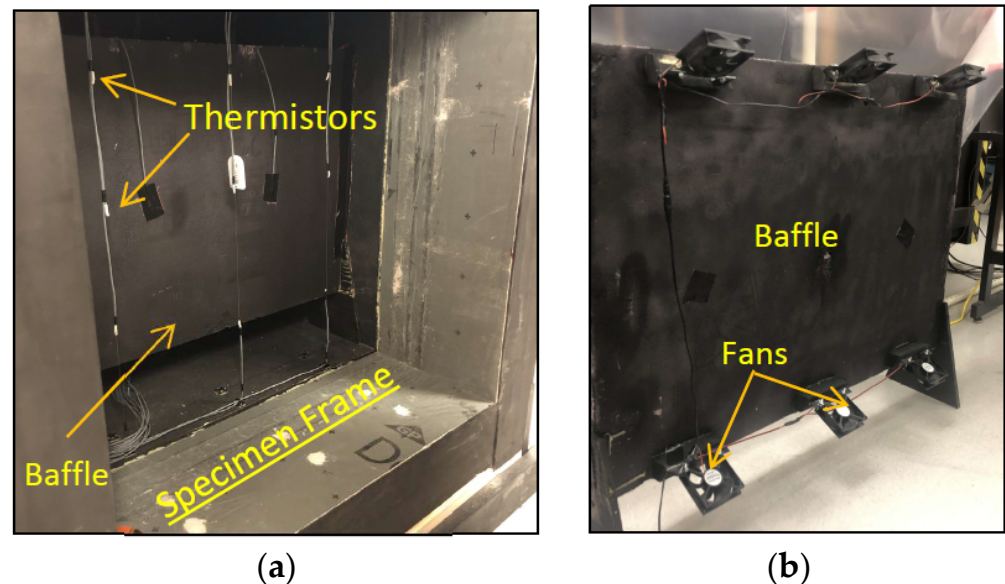 Thermistors
Baffle
Specimen Frame
D
(a)
Baffle
Fans
(b)